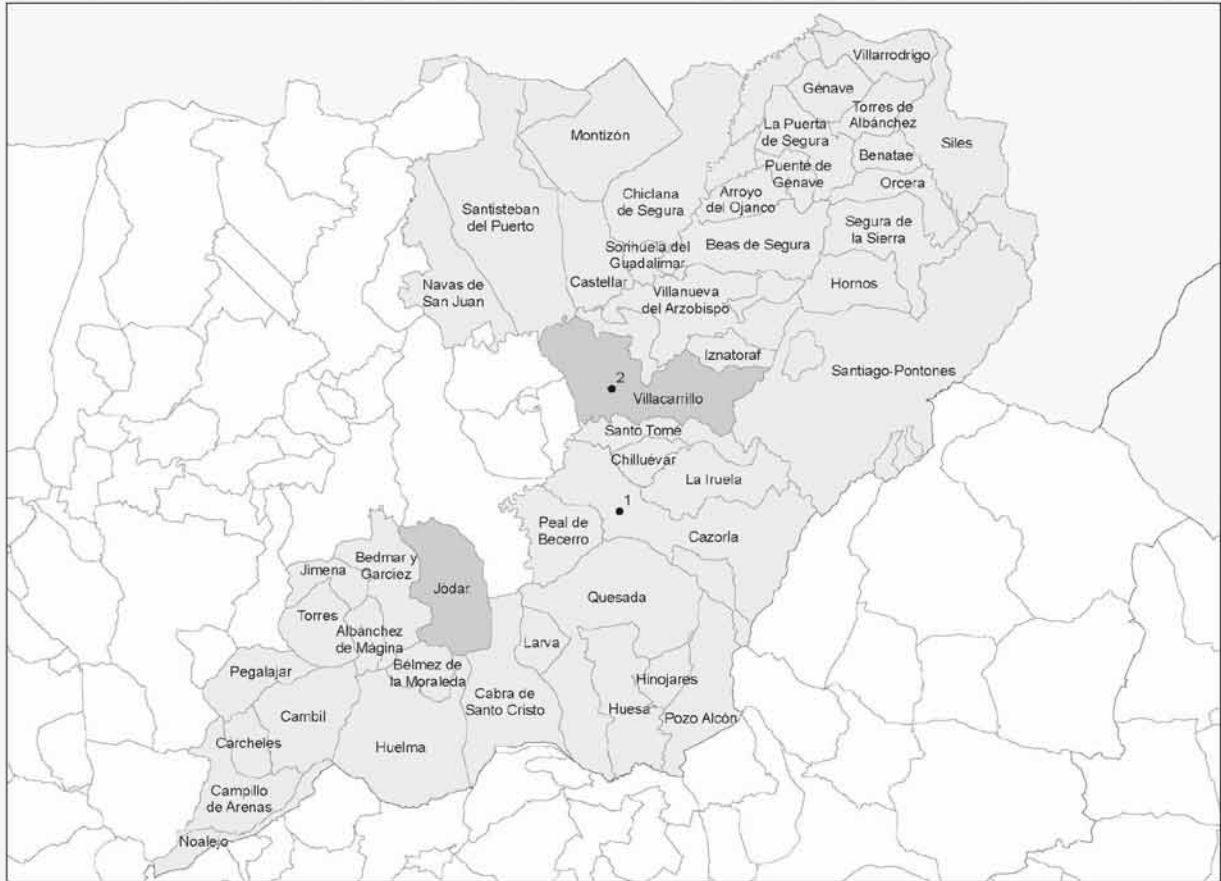 Villarrodrigo
Génave
Torres de
Albánchez
Montizón
La Puerta
de Segura
Siles
Benatae
Puente de
Génave
Orcera
Chiclana
de Segura
Arroyo
del Ojanco
Santisteban
del Puerto
Segura de
la Sierra
Sorihuela del
Guadalimar
Beas de Segura
Navas de
San Juan
Castellar
Hornos
Villanueva
del Arzobispo
Iznatoraf
Santiago-Pontones
2
Villacarrillo
Santo Tomé
Chilluévar
La Iruela
1
Peal de
Becerro
Cazorla
Bedmar y
Garcíez
Jimena
Jodar
Quesada
Torres
Albánchez
de Mágina
Larva
Pegalajar
Bélmez de
la Moraleda
Hinojares
Cabra de
Santo Cristo
Cambil
Huesa
Pozo Alcón
Carcheles
Huelma
Campillo
de Arenas
Noalejo